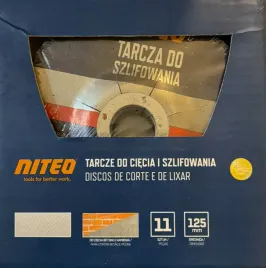 TARCZA DO
SZLIFOWANIA
NITEO
tools for better work.
TARCZE DO CIĘCIA I SZLIFOWANIA
DISCOS DE CORTE E DE LIXAR
11
125
mm